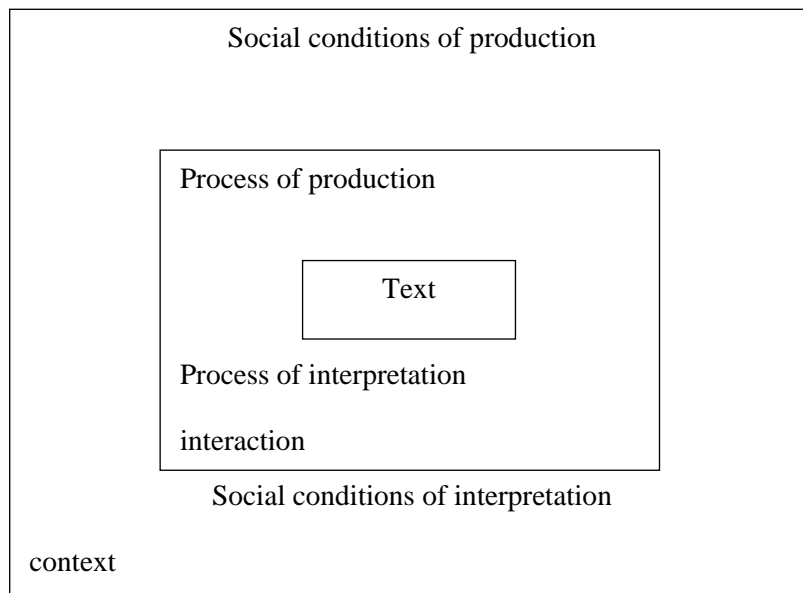 Social conditions of production
Process of production
Text
Process of interpretation
interaction
Social conditions of interpretation
context